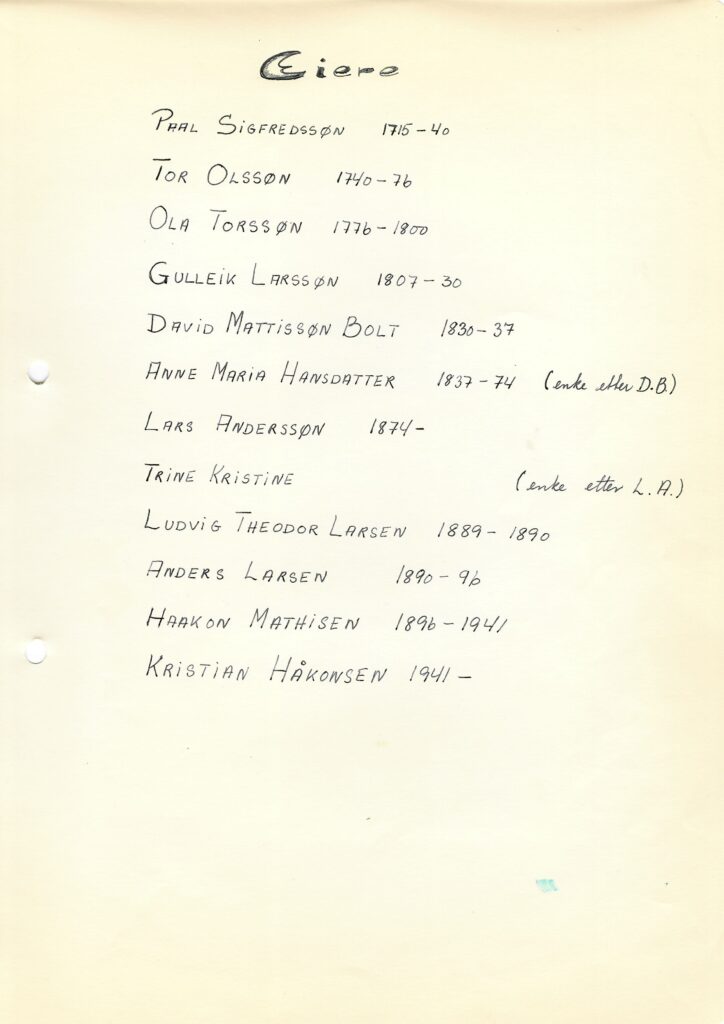 Eiere
Paal Sigfredssøn 1715-40
Tor Olssøn 1740-76
Ola Torssøn 1776-1800
Gulleik Larssøn 1807-30
David Mattissøn Bolt 1830-37
Anne Maria Hansdatter 1837-74 (enke etter D.B.)
Lars Anderssøn 1874-
Trine Kristine (enke etter L.A.)
Ludvig Theodor Larsen 1889-1890
Anders Larsen 1890-96
Haakon Mathisen 1896-1941
Kristian Håkonsen 1941-